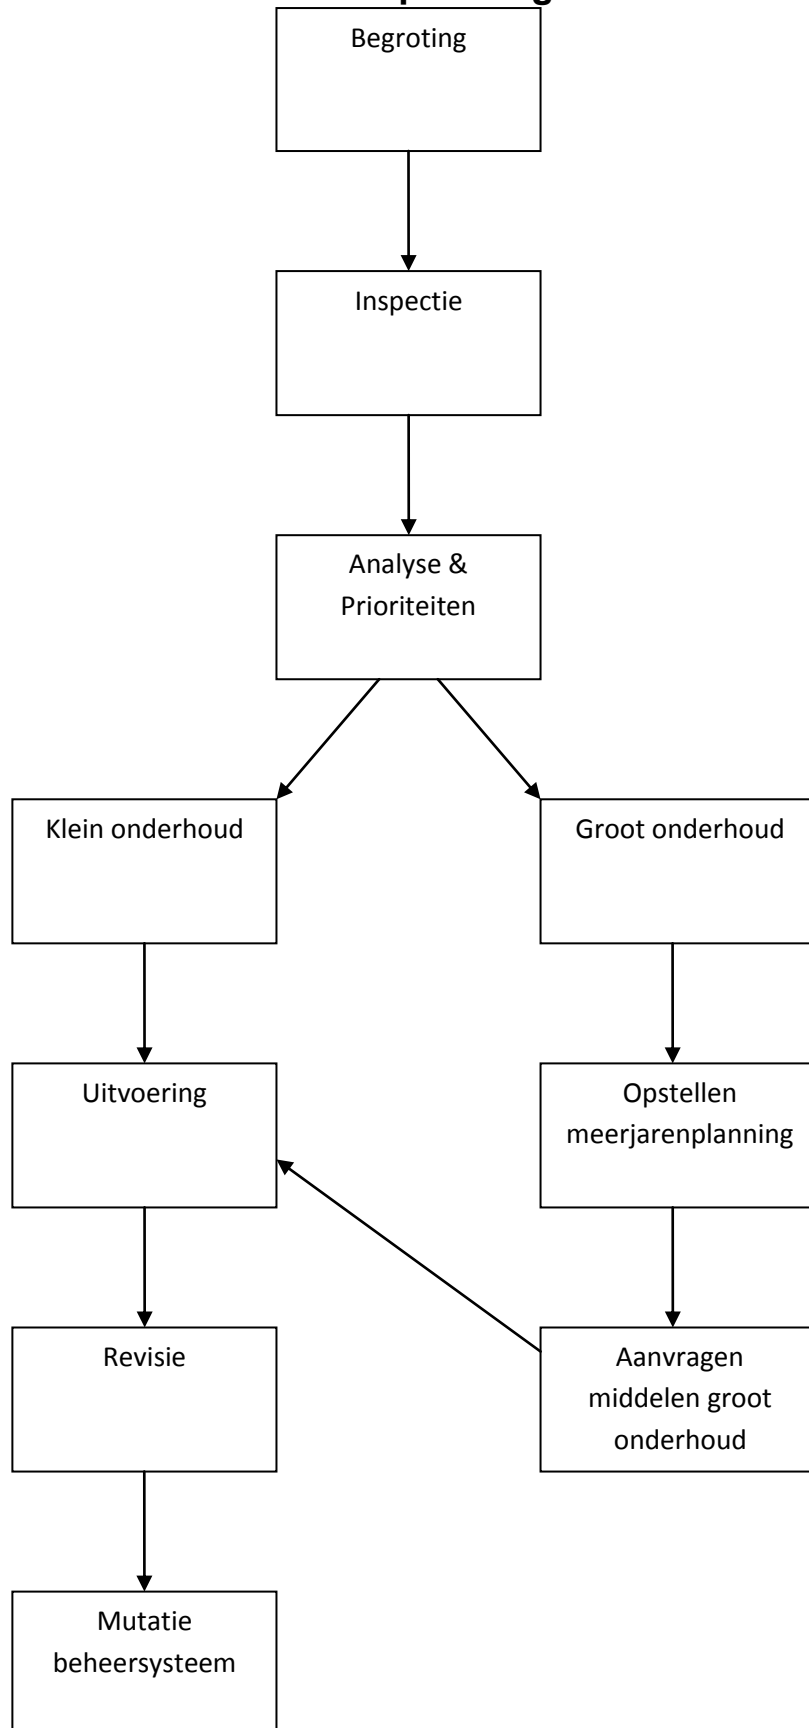 Begroting
Inspectie
Analyse &
Prioriteiten
Klein onderhoud
Groot onderhoud
Uitvoering
Opstellen
meerjarenplanning
Revisie
Aanvragen
middelen groot
onderhoud
Mutatie
beheersysteem